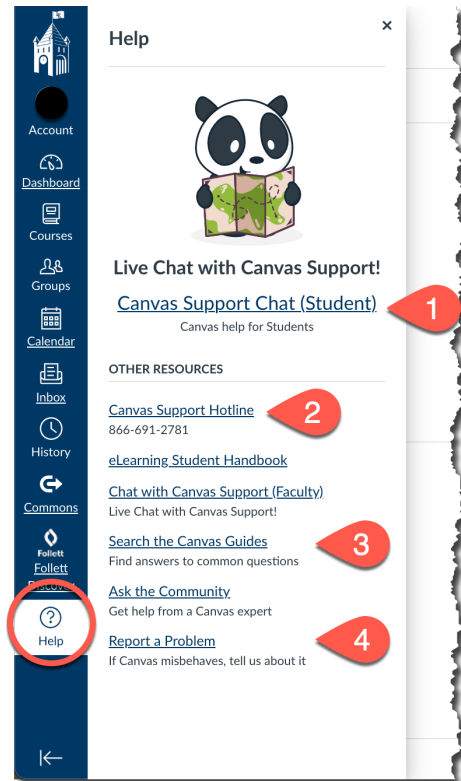 Help
×
Account
Dashboard
Courses
Groups
Calendar
Inbox
History
Commons
Follett
Follett
Discover
Help
Live Chat with Canvas Support!
Canvas Support Chat (Student)
1
Canvas help for Students
OTHER RESOURCES
Canvas Support Hotline
2
866-691-2781
eLearning Student Handbook
Chat with Canvas Support (Faculty)
Live Chat with Canvas Support!
Search the Canvas Guides
3
Find answers to common questions
Ask the Community
Get help from a Canvas expert
Report a Problem
4
If Canvas misbehaves, tell us about it